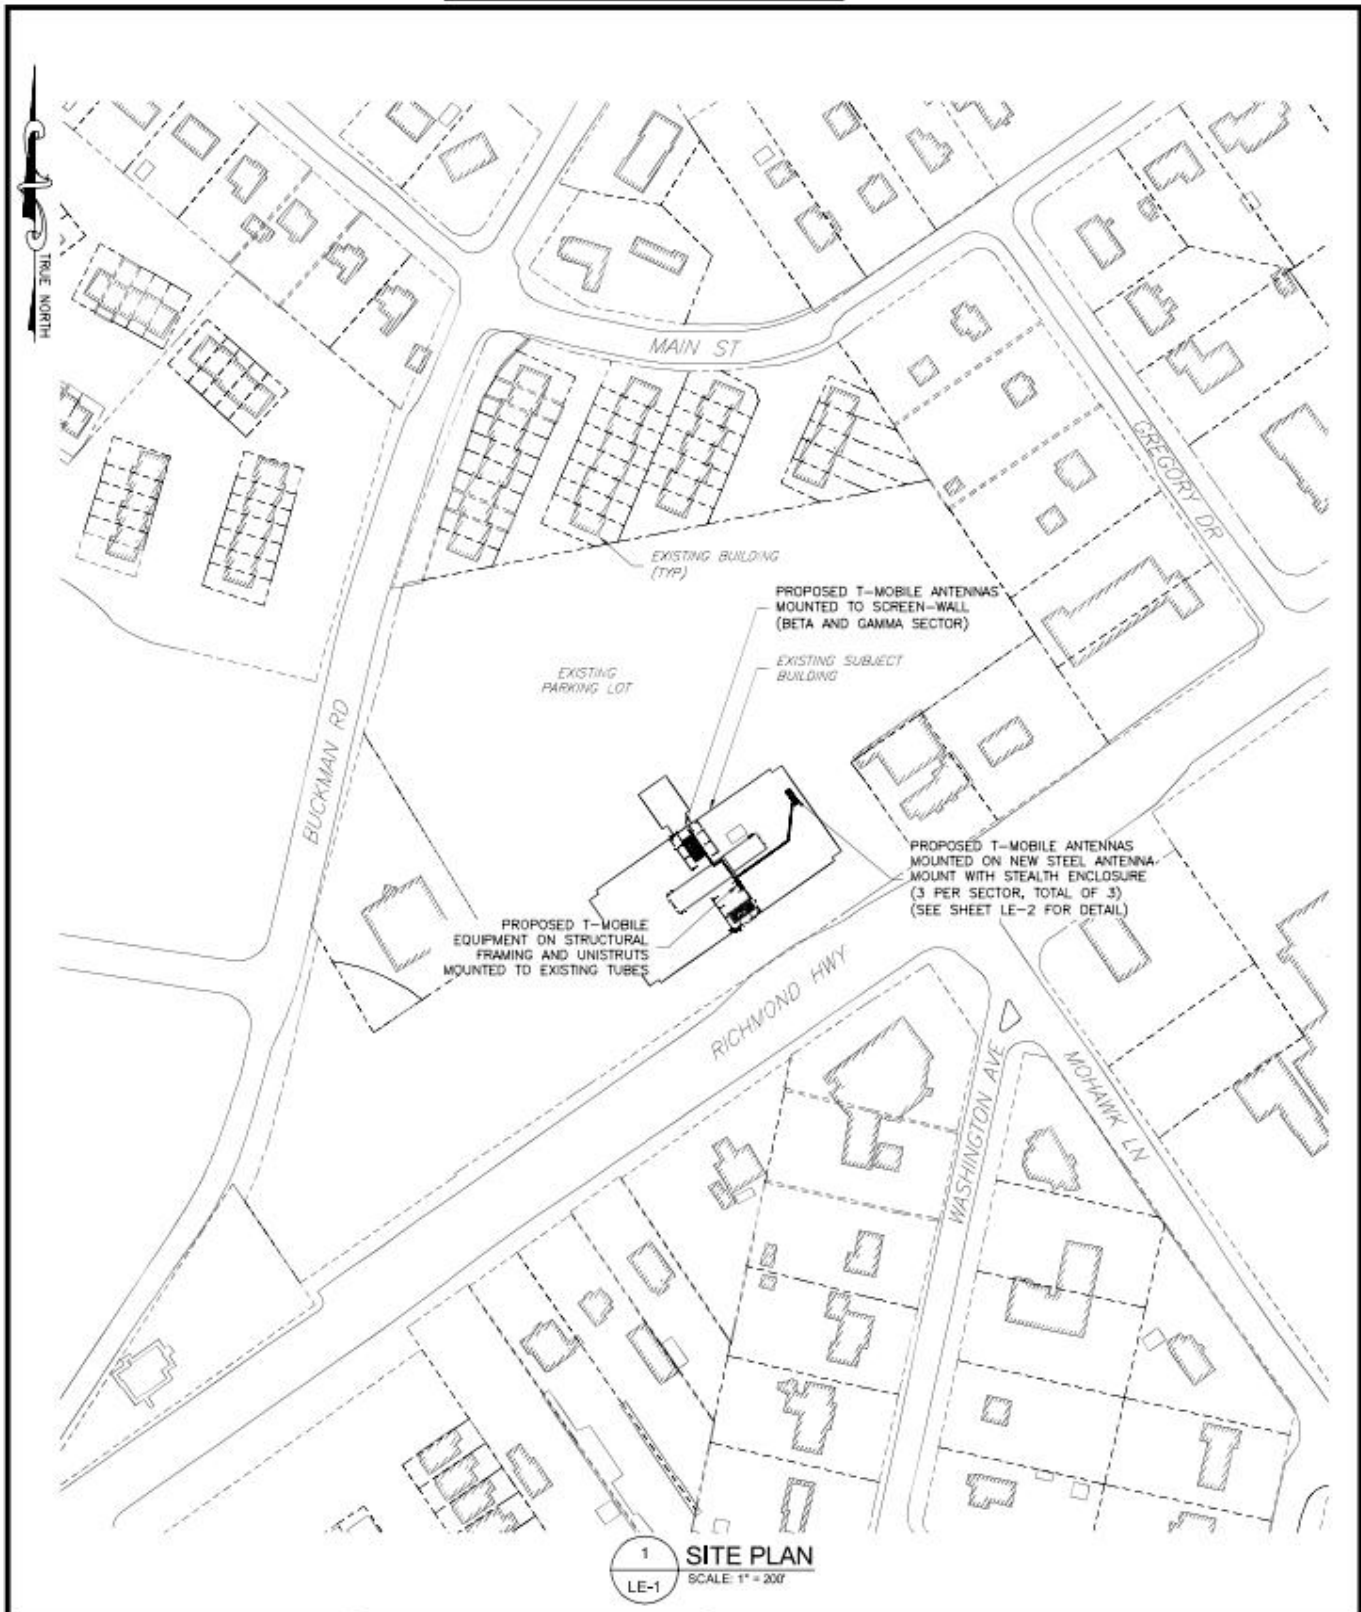 TRUE NORTH
MAIN ST
GREGORY DR
EXISTING BUILDING
(TYP)
PROPOSED T-MOBILE ANTENNAS
MOUNTED TO SCREEN-WALL
(BETA AND GAMMA SECTOR)
EXISTING SUBJECT
BUILDING
EXISTING
PARKING LOT
BUCKMAN RD
PROPOSED T-MOBILE ANTENNAS
MOUNTED ON NEW STEEL ANTENNA
MOUNT WITH STEALTH ENCLOSURE
(3 PER SECTOR, TOTAL OF 3)
(SEE SHEET LE-2 FOR DETAIL)
PROPOSED T-MOBILE
EQUIPMENT ON STRUCTURAL
FRAMING AND UNISTRUTS
MOUNTED TO EXISTING TUBES
RICHMOND HWY
WASHINGTON AVE
MOHAWK LN
1
LE-1
SITE PLAN
SCALE: 1" = 200'